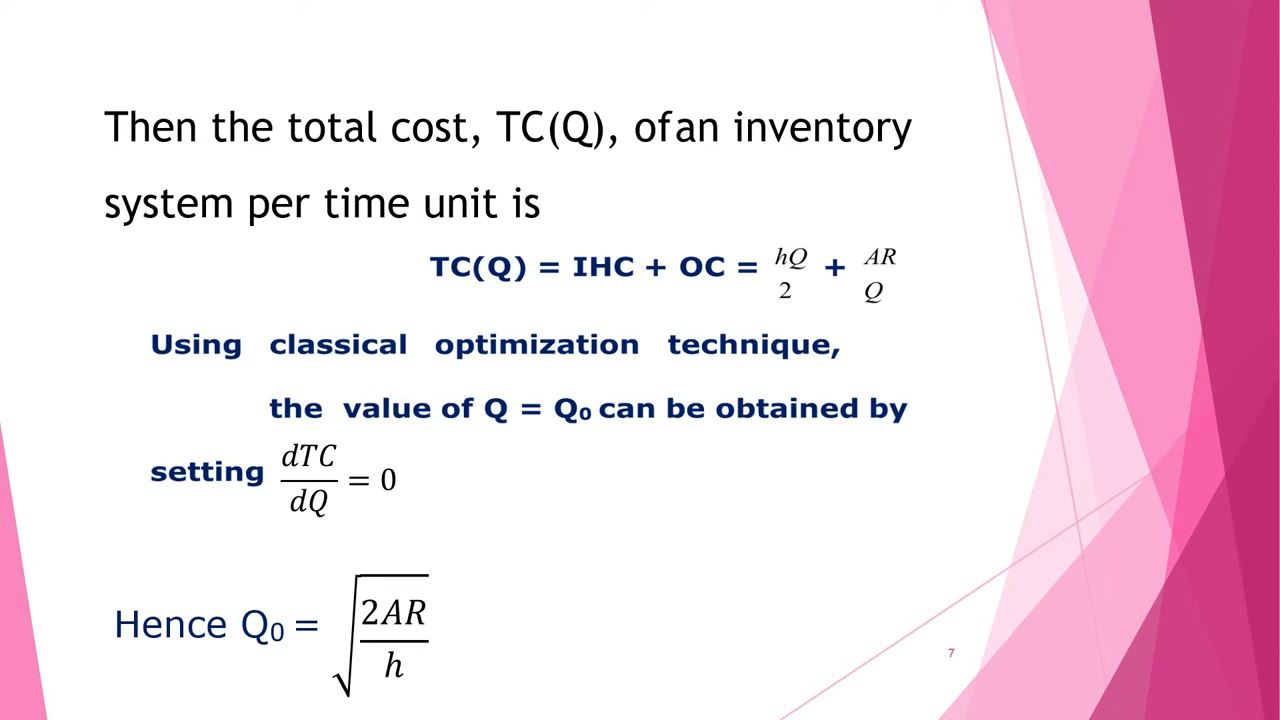 Then the total cost, TC(Q), ofan inventory
system per time unit is
TC(Q) = IHC + OC = hQ/2 + AR/Q
Using classical optimization technique,
the value of Q = Q₀ can be obtained by
setting dTC/dQ = 0
Hence Q₀ = √(2AR/h)
7